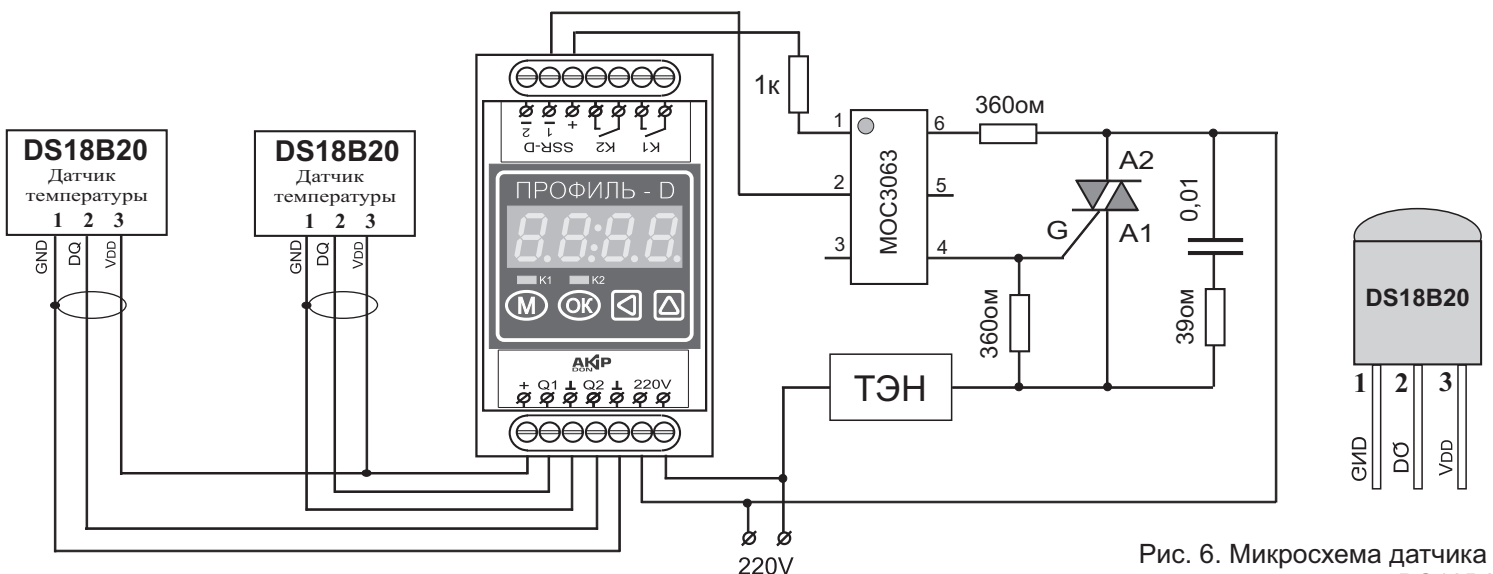 DS18B20
Датчик
температуры
1 2 3
GND
DQ
VDD
DS18B20
Датчик
температуры
1 2 3
GND
DQ
VDD
2 1 +
SSR-D K2 K1
ПРОФИЛЬ - D
8.8:8.8.
K1 K2
M OK
AKIP
DON
+ Q1 ⊥ Q2 ⊥ 220V
220V
1к
1
2
3
6
5
4
MOC3063
360ом
360ом
A2
G
A1
0,01
39ом
ТЭН
DS18B20
1 2 3
GND
DQ
VDD
Рис. 6. Микросхема датчика